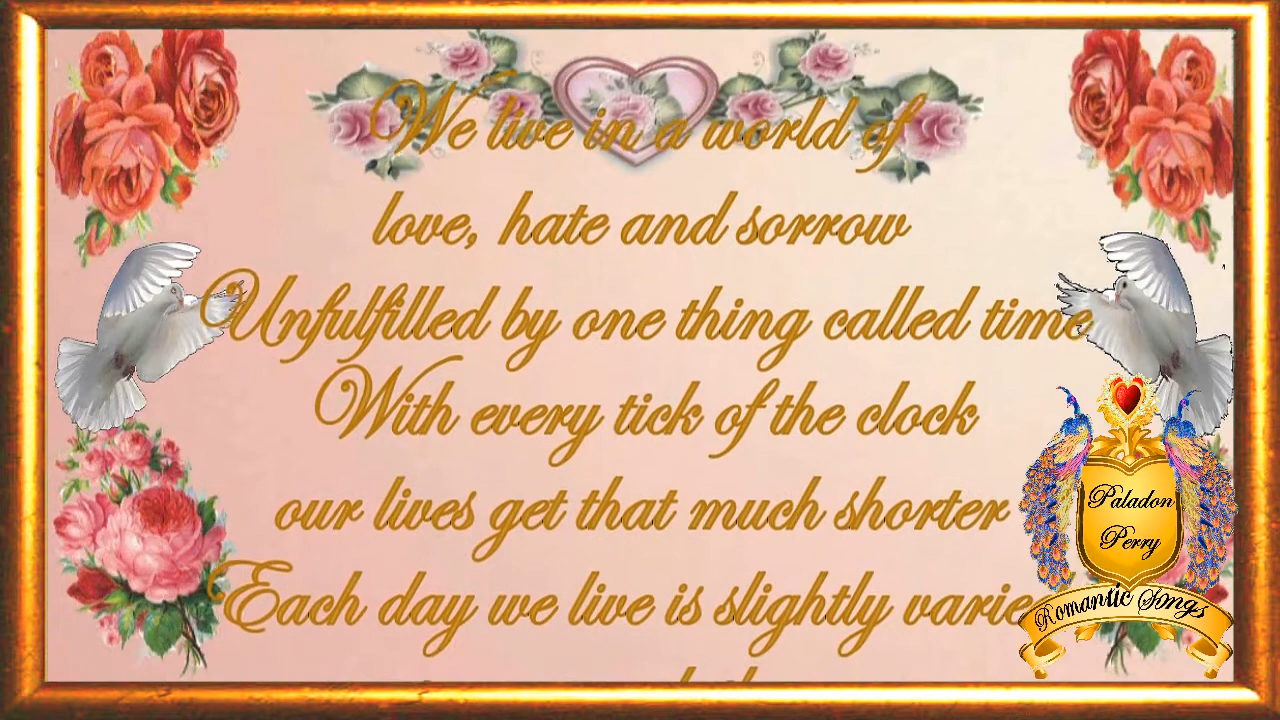 We live in a world of
love, hate and sorrow
Unfulfilled by one thing called time
With every tick of the clock
our lives get that much shorter
Each day we live is slightly
Paladon
Perry
Romantic Songs